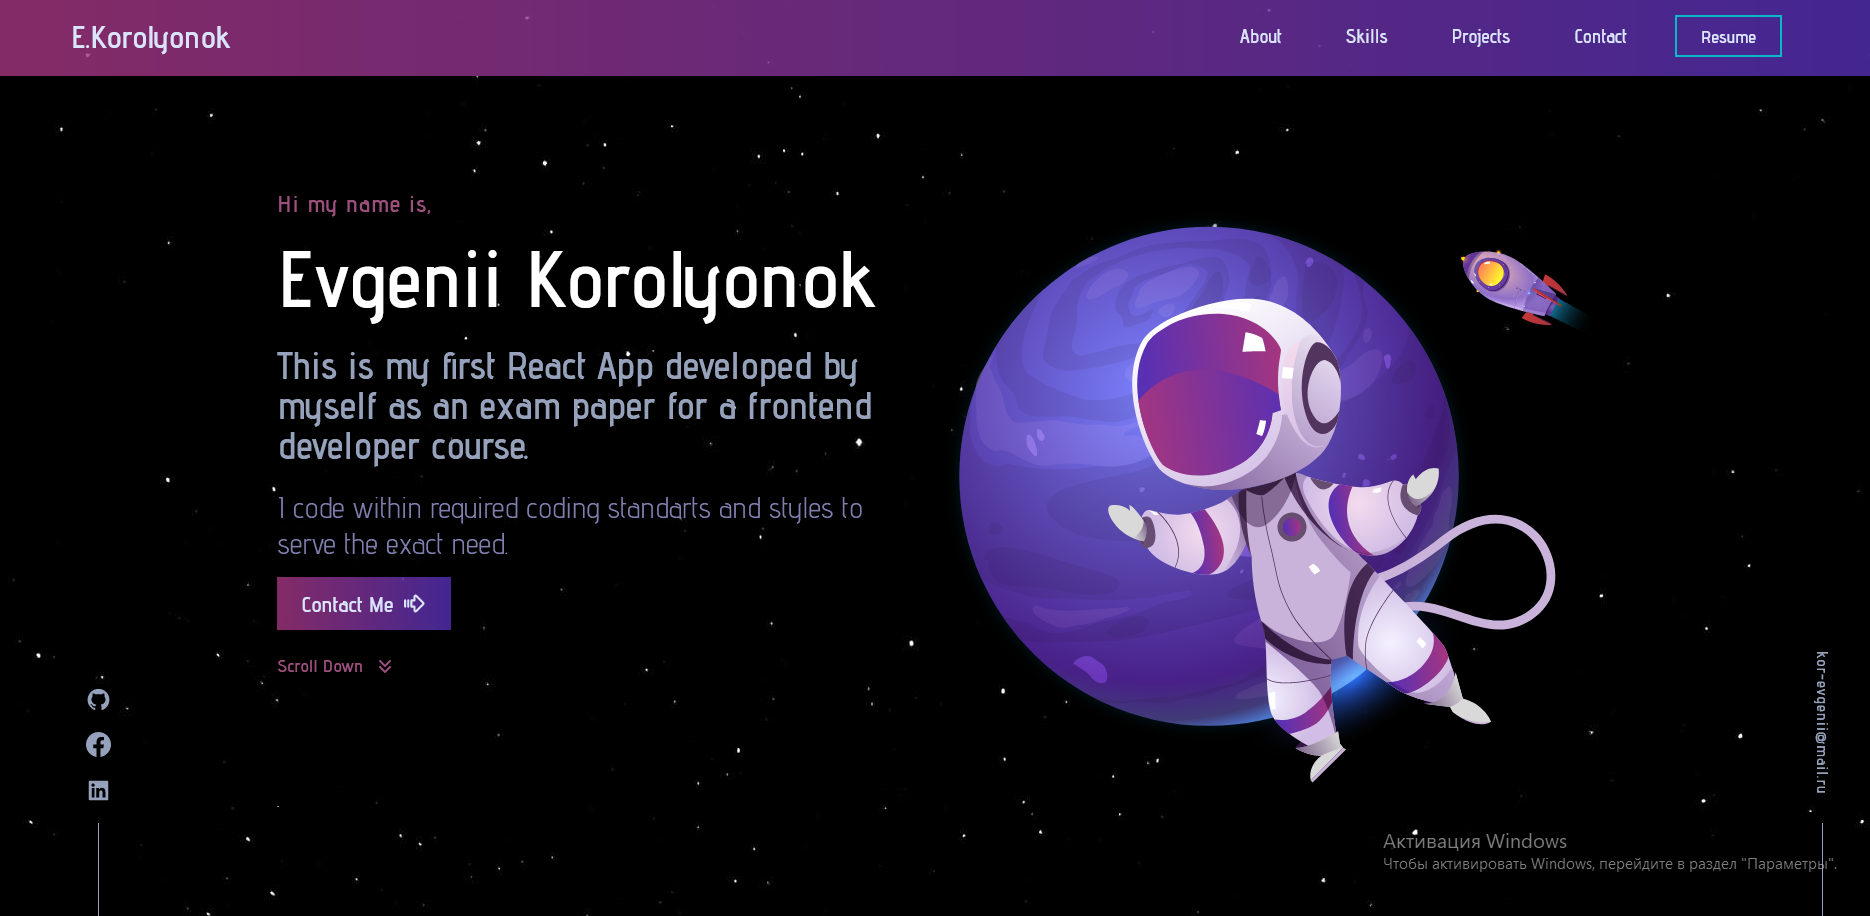 E.Korolyonok
About
Skills
Projects
Contact
Resume
Hi my name is,
Evgenii Korolyonok
This is my first React App developed by
myself as an exam paper for a frontend
developer course.
I code within required coding standarts and styles to
serve the exact need.
Contact Me
Scroll Down
kor-evgenii@mail.ru
Активация Windows
Чтобы активировать Windows, перейдите в раздел "Параметры".